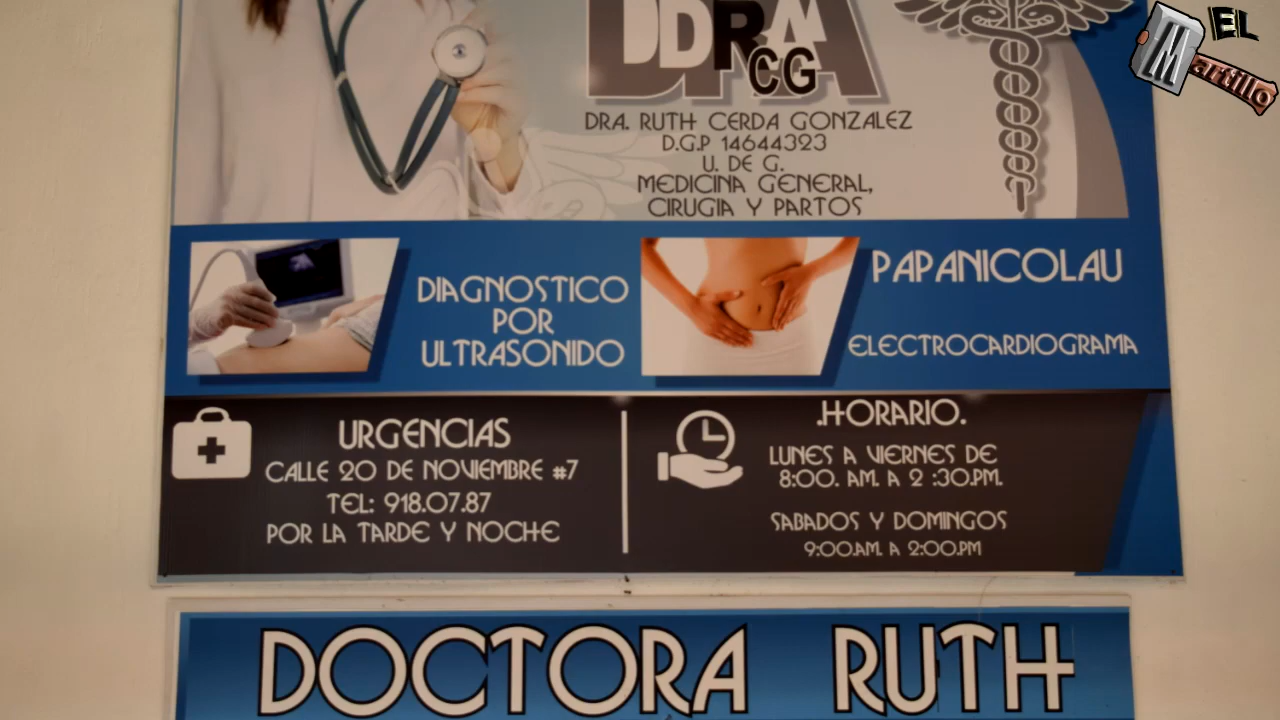 EL
Martillo
DDRAA
CG
DRA. RUTH CERDA GONZALEZ
D.G.P 14644323
U. DE G.
MEDICINA GENERAL,
CIRUGIA Y PARTOS
DIAGNOSTICO
POR
ULTRASONIDO
PAPANICOLAU
ELECTROCARDIOGRAMA
URGENCIAS
CALLE 20 DE NOVIEMBRE #7
TEL: 918.07.87
POR LA TARDE Y NOCHE
.HORARIO.
LUNES A VIERNES DE
8:00. AM. A 2 :30.PM.
SABADOS Y DOMINGOS
9:00.AM. A 2:00.PM
DOCTORA RUTH